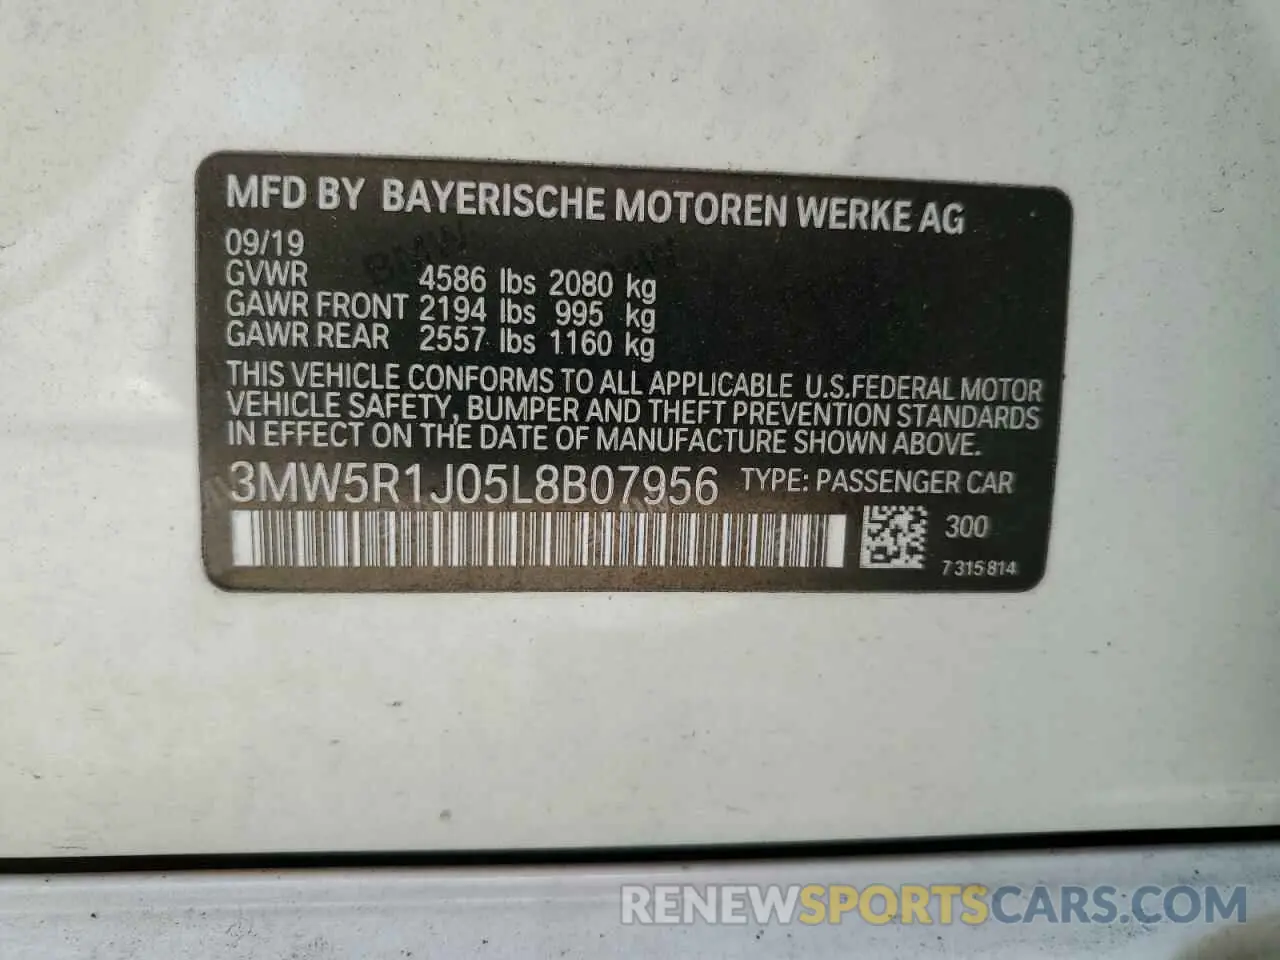 MFD BY BAYERISCHE MOTOREN WERKE AG
09/19
GVWR 4586 lbs 2080 kg
GAWR FRONT 2194 lbs 995 kg
GAWR REAR 2557 lbs 1160 kg
THIS VEHICLE CONFORMS TO ALL APPLICABLE U.S.FEDERAL MOTOR
VEHICLE SAFETY, BUMPER AND THEFT PREVENTION STANDARDS
IN EFFECT ON THE DATE OF MANUFACTURE SHOWN ABOVE.
3MW5R1J05L8B07956 TYPE: PASSENGER CAR
300
7 315 814
RENEWSPORTSCARS.COM